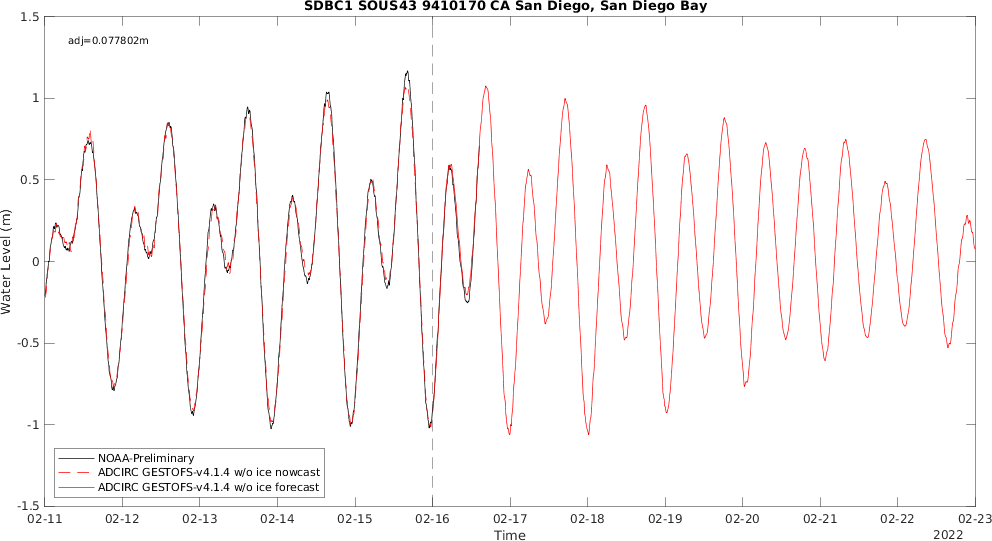 SDBC1 SOUS43 9410170 CA San Diego, San Diego Bay
adj=0.077802m
1.5
1
0.5
0
-0.5
-1
-1.5
Water Level (m)
NOAA-Preliminary
ADCIRC GESTOFS-v4.1.4 w/o ice nowcast
ADCIRC GESTOFS-v4.1.4 w/o ice forecast
02-11 02-12 02-13 02-14 02-15 02-16 02-17 02-18 02-19 02-20 02-21 02-22 02-23
Time
2022